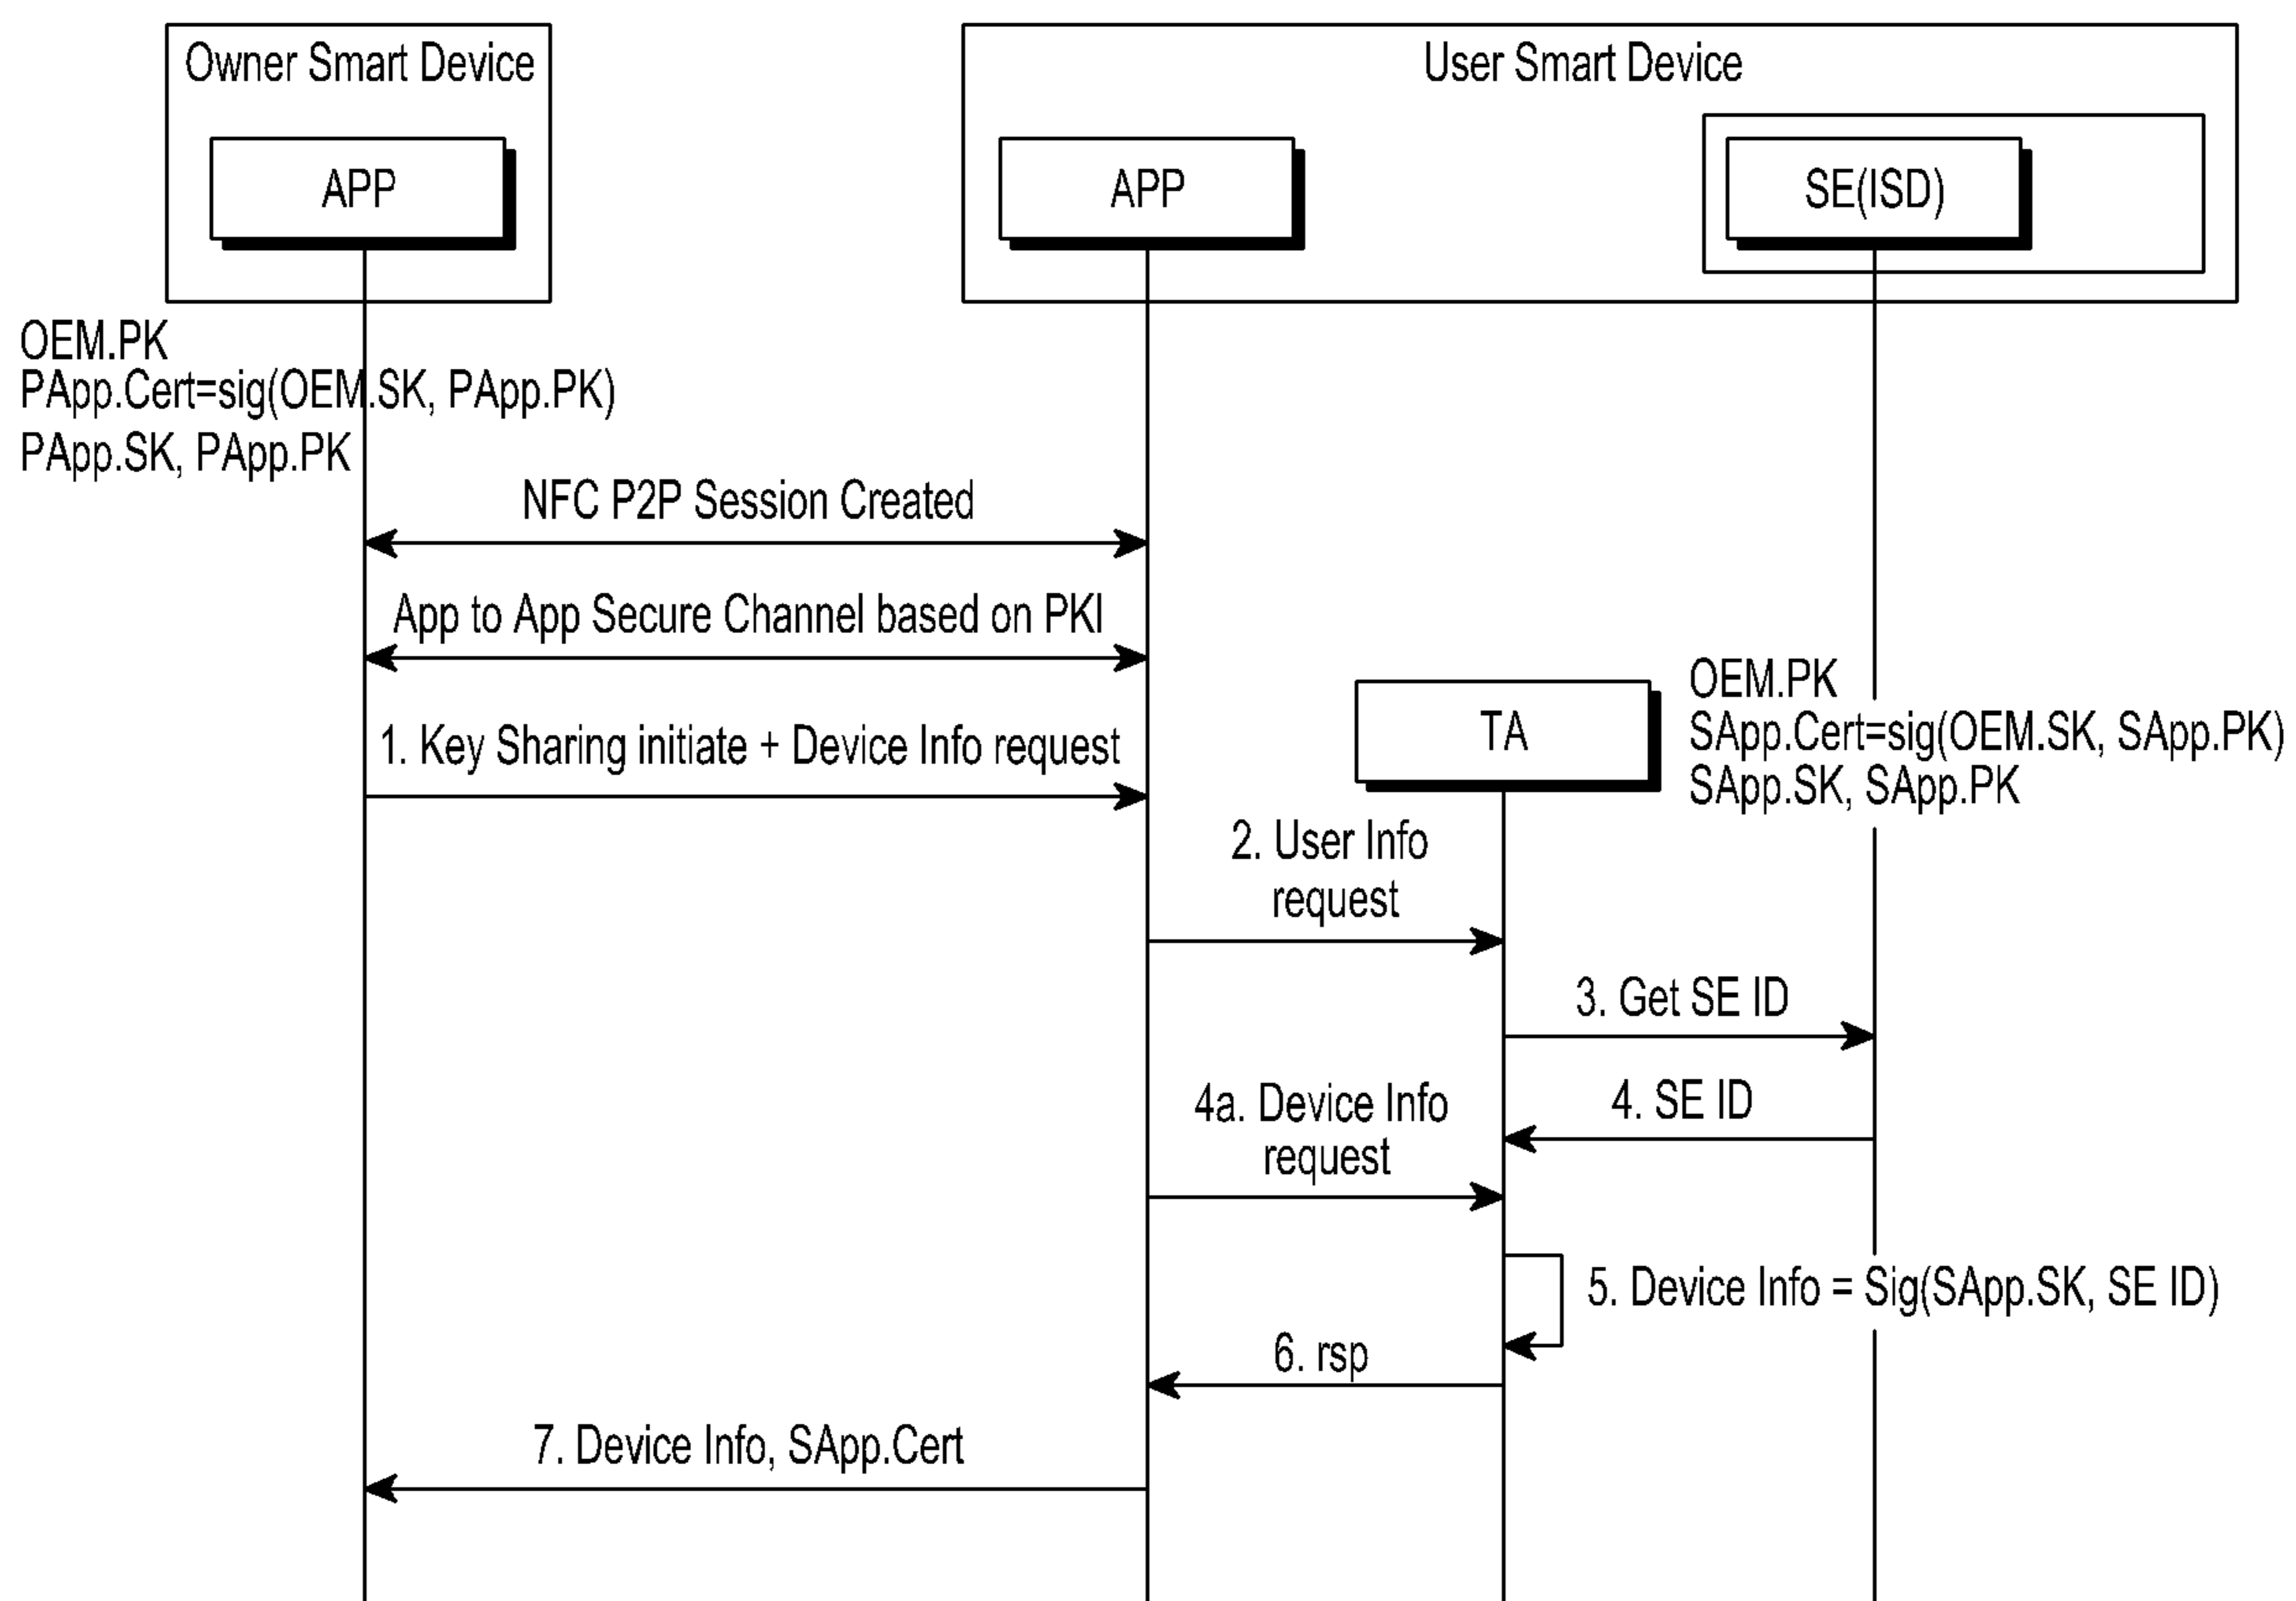 Owner Smart Device
User Smart Device
APP
APP
SE(ISD)
OEM.PK
PApp.Cert=sig(OEM.SK, PApp.PK)
PApp.SK, PApp.PK
NFC P2P Session Created
App to App Secure Channel based on PKI
OEM.PK
SApp.Cert=sig(OEM.SK, SApp.PK)
SApp.SK, SApp.PK
TA
1. Key Sharing initiate + Device Info request
2. User Info
request
3. Get SE ID
4. SE ID
4a. Device Info
request
5. Device Info = Sig(SApp.SK, SE ID)
6. rsp
7. Device Info, SApp.Cert